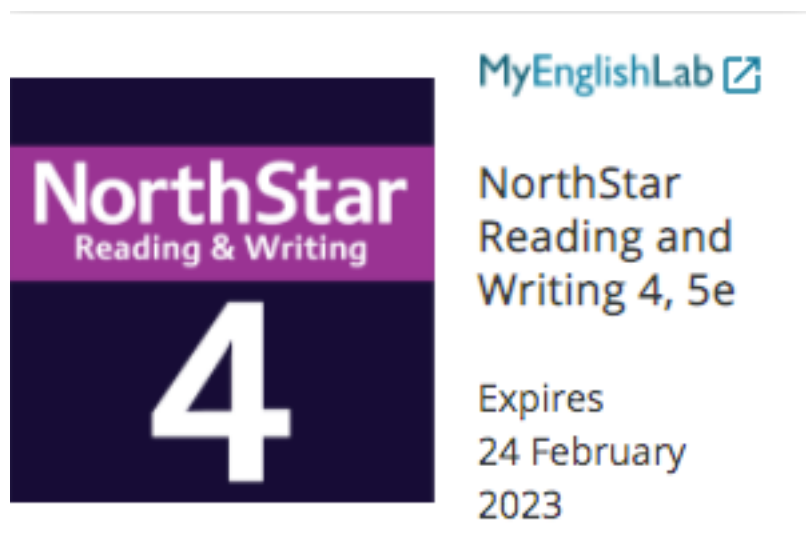 NorthStar
Reading & Writing
4
MyEnglishLab
NorthStar
Reading and
Writing 4, 5e
Expires
24 February
2023